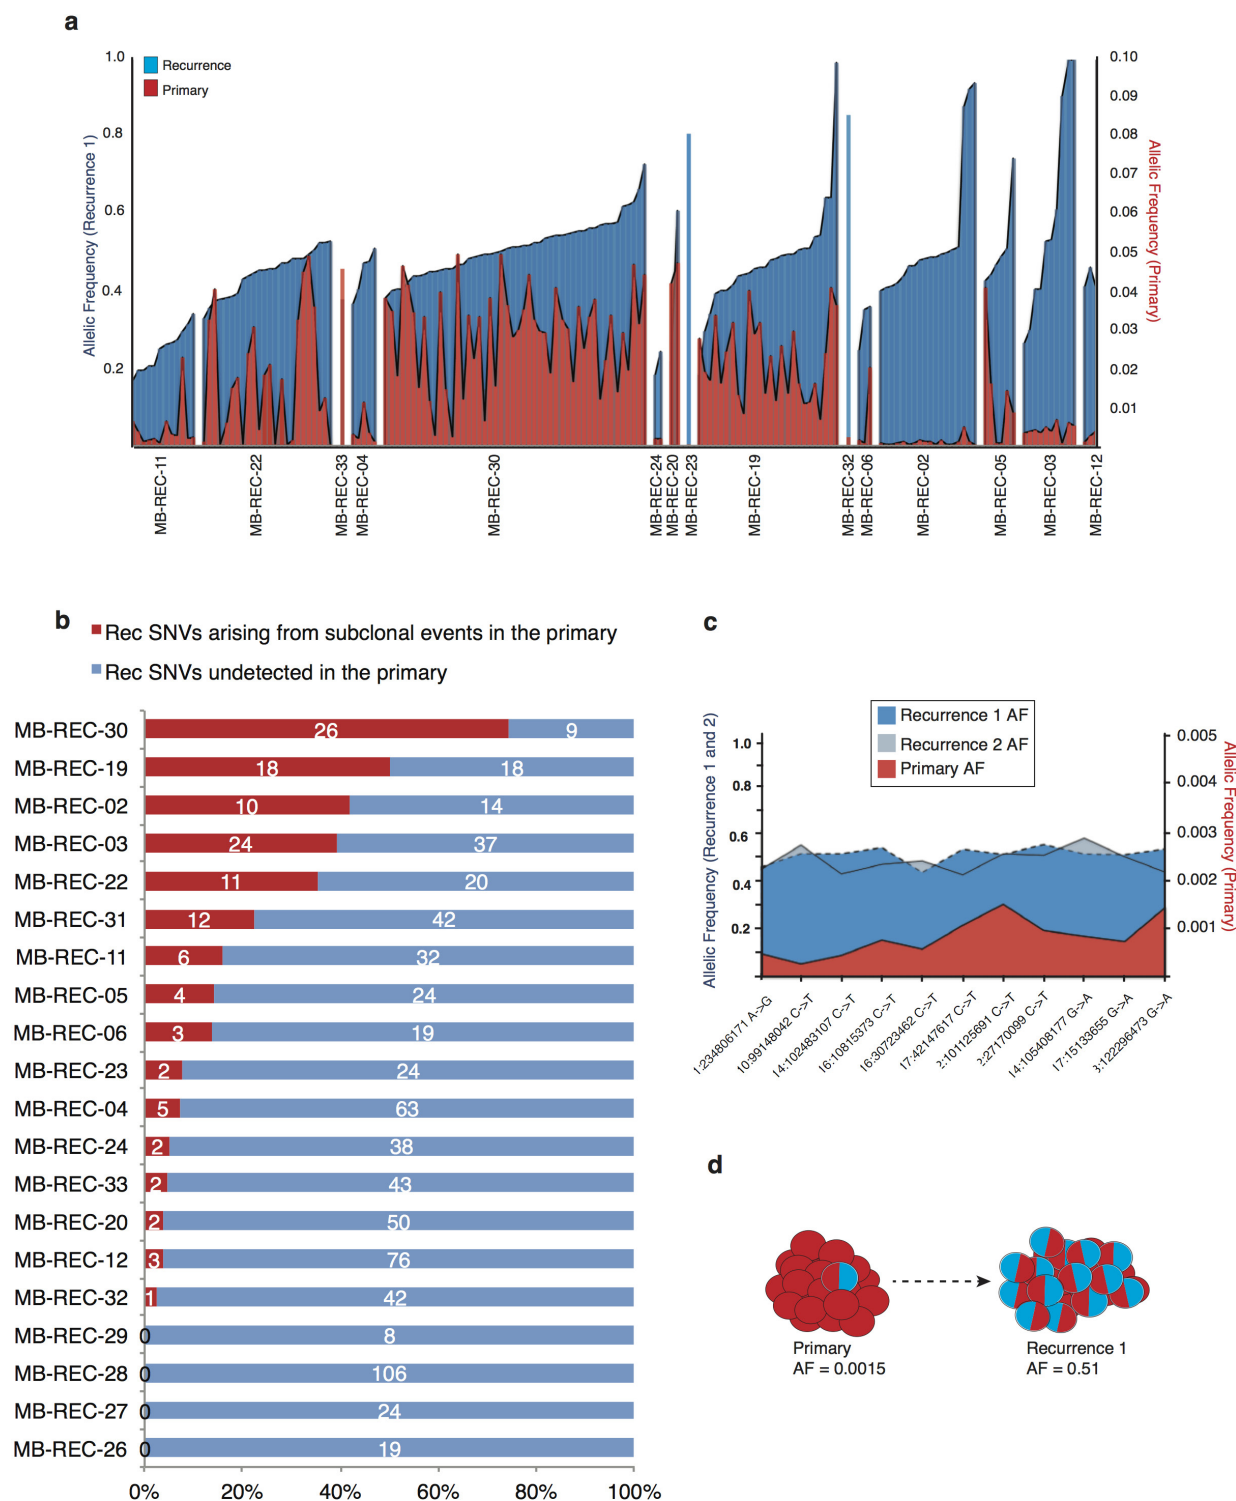 a
Recurrence
Primary
Allelic Frequency (Recurrence 1)
1.0
0.8
0.6
0.4
0.2
0.10
0.09
0.08
0.07
0.06
0.05
0.04
0.03
0.02
0.01
Allelic Frequency (Primary)
MB-REC-11
MB-REC-22
MB-REC-33
MB-REC-04
MB-REC-30
MB-REC-24
MB-REC-20
MB-REC-23
MB-REC-19
MB-REC-32
MB-REC-06
MB-REC-02
MB-REC-05
MB-REC-03
MB-REC-12
b
Rec SNVs arising from subclonal events in the primary
Rec SNVs undetected in the primary
MB-REC-30 26 9
MB-REC-19 18 18
MB-REC-02 10 14
MB-REC-03 24 37
MB-REC-22 11 20
MB-REC-31 12 42
MB-REC-11 6 32
MB-REC-05 4 24
MB-REC-06 3 19
MB-REC-23 2 24
MB-REC-04 5 63
MB-REC-24 2 38
MB-REC-33 2 43
MB-REC-20 2 50
MB-REC-12 3 76
MB-REC-32 1 42
MB-REC-29 0 8
MB-REC-28 0 106
MB-REC-27 0 24
MB-REC-26 0 19
0% 20% 40% 60% 80% 100%
c
Recurrence 1 AF
Recurrence 2 AF
Primary AF
Allelic Frequency (Recurrence 1 and 2)
1.0
0.8
0.6
0.4
0.2
0.005
0.004
0.003
0.002
0.001
Allelic Frequency (Primary)
1:234806171 A->G
10:99148042 C->T
14:102483107 C->T
16:10815373 C->T
16:30723462 C->T
17:42147617 C->T
2:101125691 C->T
2:27170099 C->T
14:105408177 G->A
17:15133655 G->A
3:122296473 G->A
d
Primary
AF = 0.0015
Recurrence 1
AF = 0.51